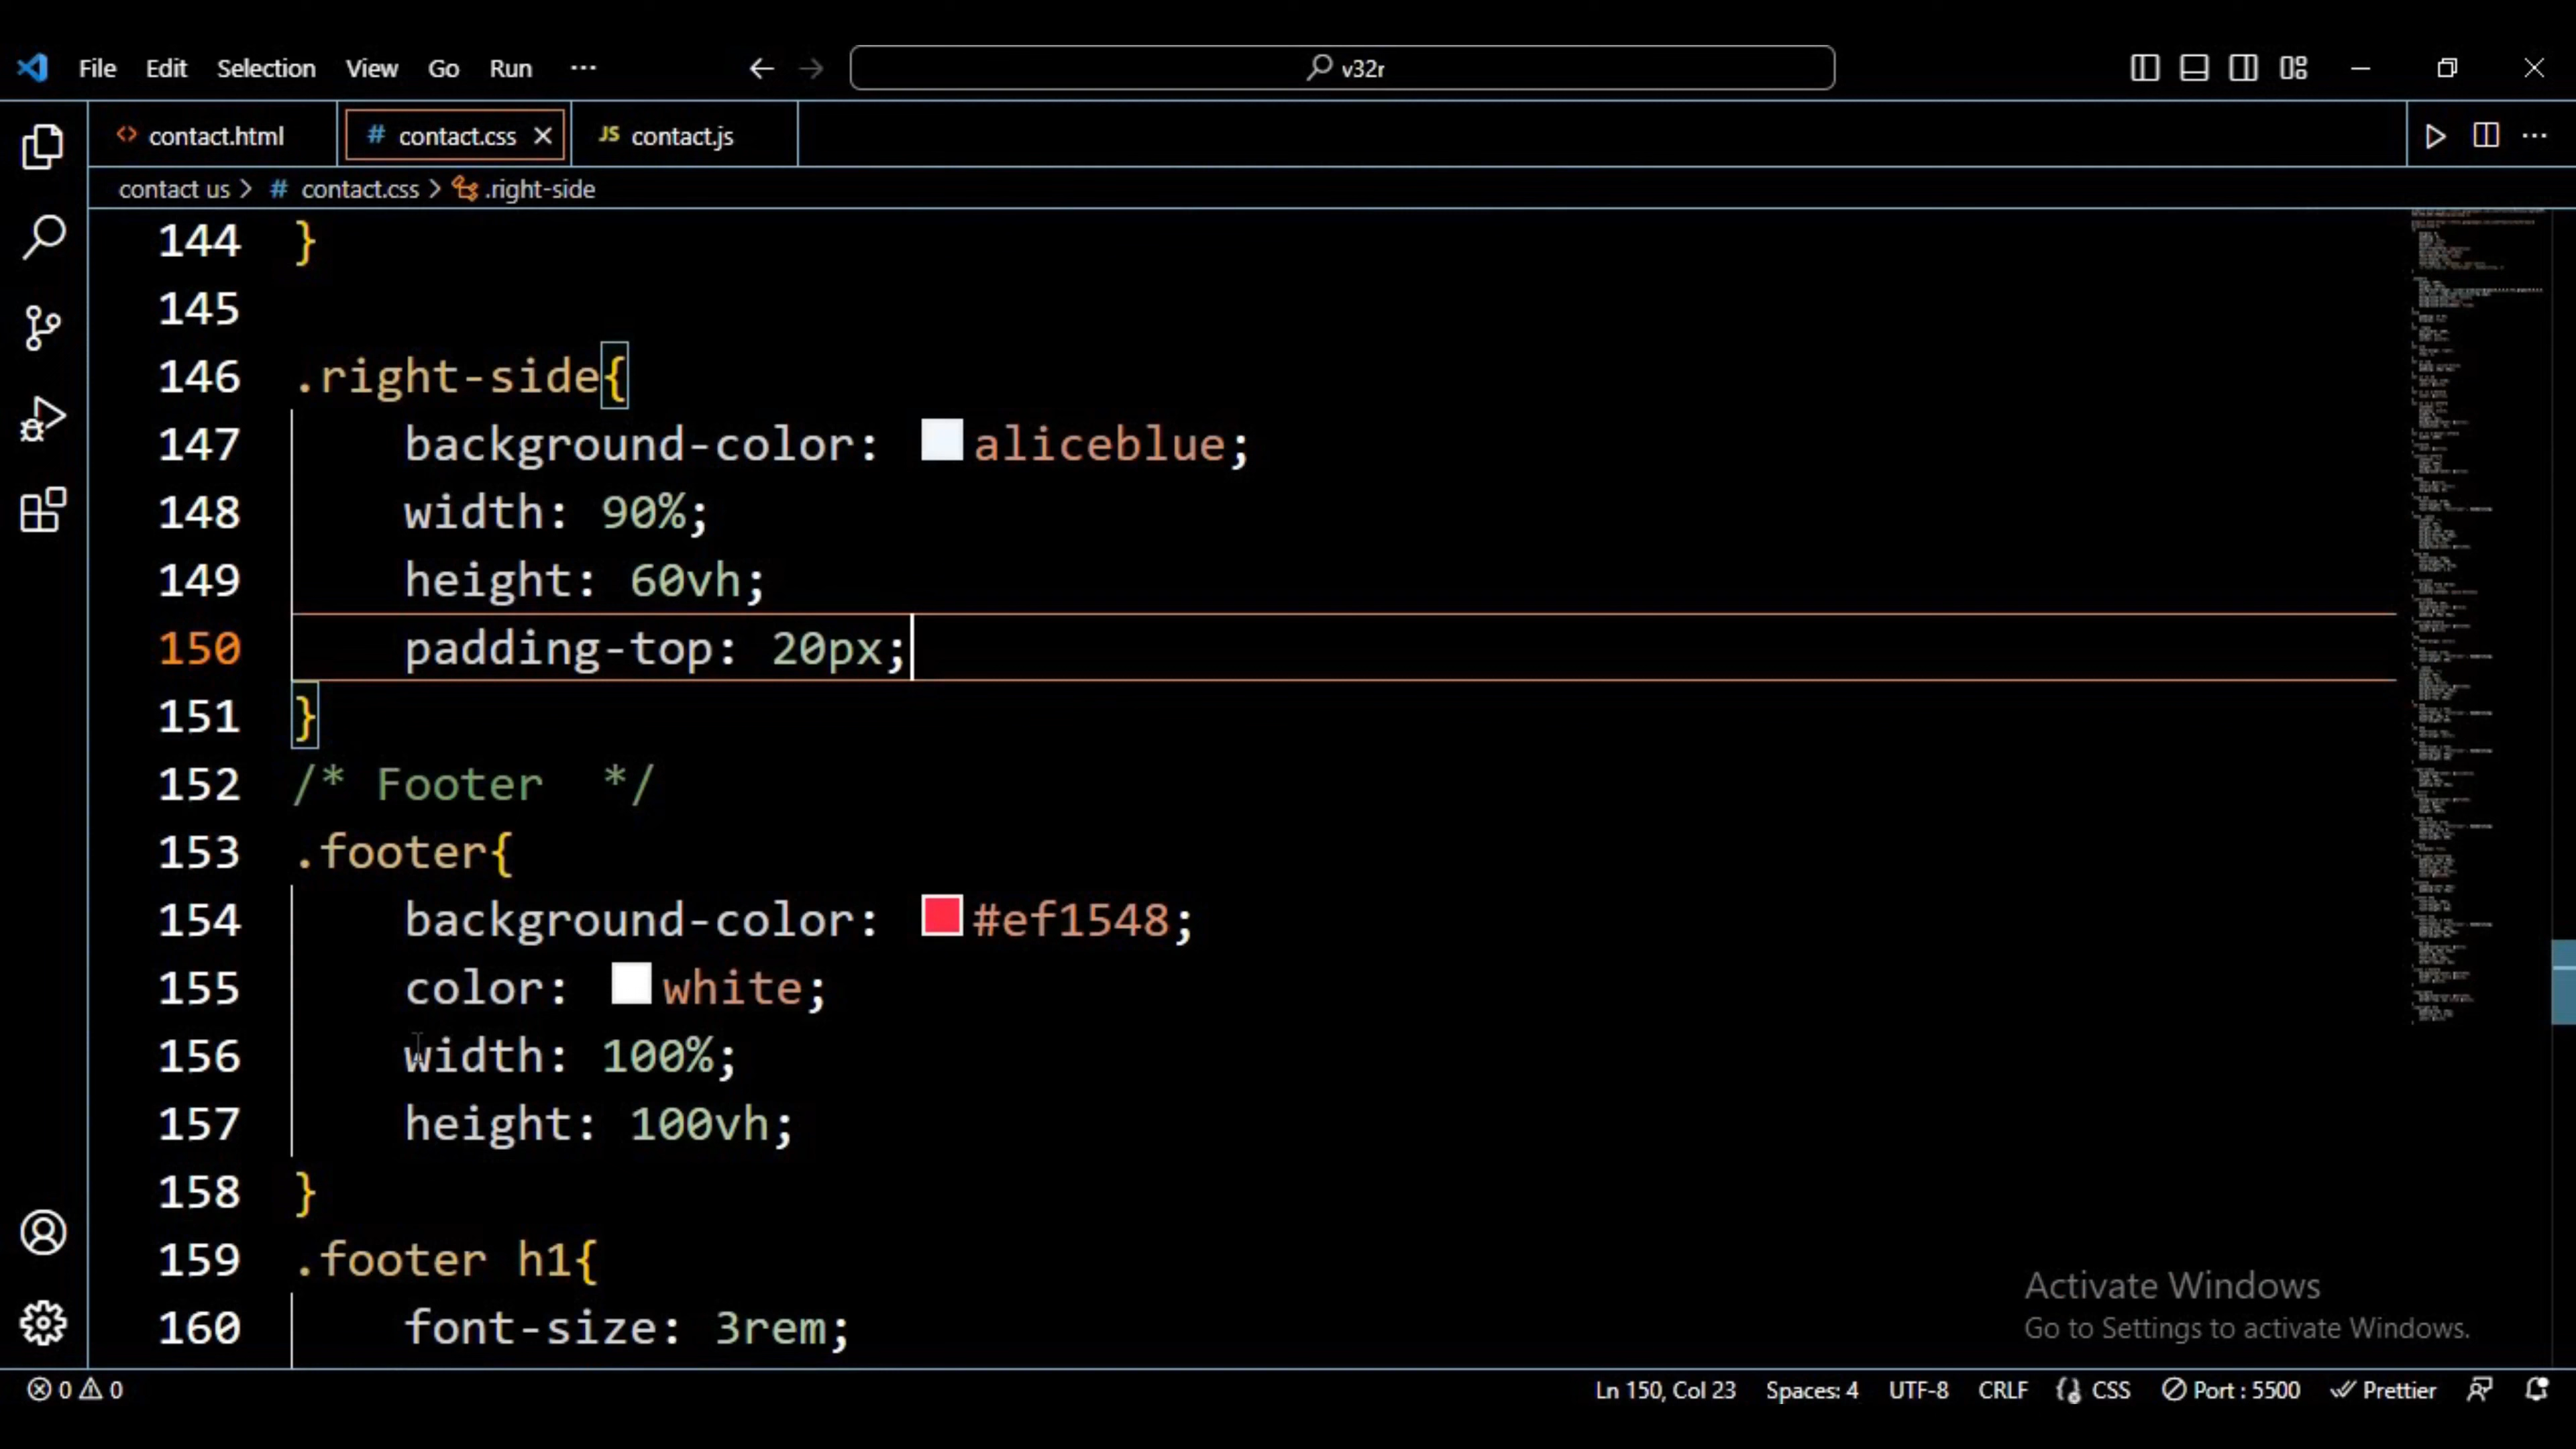 File Edit Selection View Go Run ··· v32r
contact.html # contact.css JS contact.js
contact us > # contact.css > .right-side
144 }
145
146 .right-side{
147 background-color: aliceblue;
148 width: 90%;
149 height: 60vh;
150 padding-top: 20px;
151 }
152 /* Footer  */
153 .footer{
154 background-color: #ef1548;
155 color: white;
156 width: 100%;
157 height: 100vh;
158 }
159 .footer h1{
160 font-size: 3rem;
Activate Windows
Go to Settings to activate Windows.
0 0 Ln 150, Col 23 Spaces: 4 UTF-8 CRLF CSS Port : 5500 Prettier